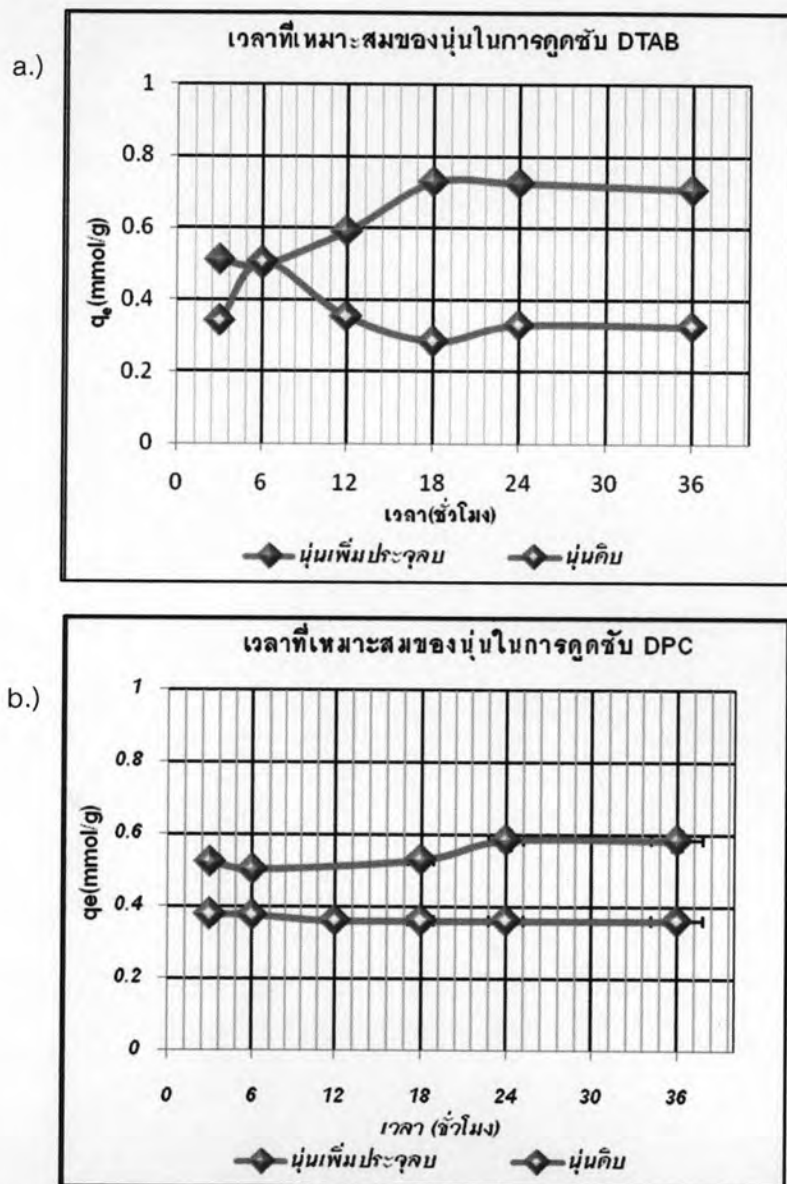 a.)
เวลาที่เหมาะสมของนุ่นในการดูดซับ DTAB
1
0.8
0.6
0.4
0.2
0
qe(mmol/g)
0 6 12 18 24 30 36
เวลา(ชั่วโมง)
นุ่นเพิ่มประจุลบ นุ่นดิบ
b.)
เวลาที่เหมาะสมของนุ่นในการดูดซับ DPC
1
0.8
0.6
0.4
0.2
0
qe(mmol/g)
0 6 12 18 24 30 36
เวลา (ชั่วโมง)
นุ่นเพิ่มประจุลบ นุ่นดิบ